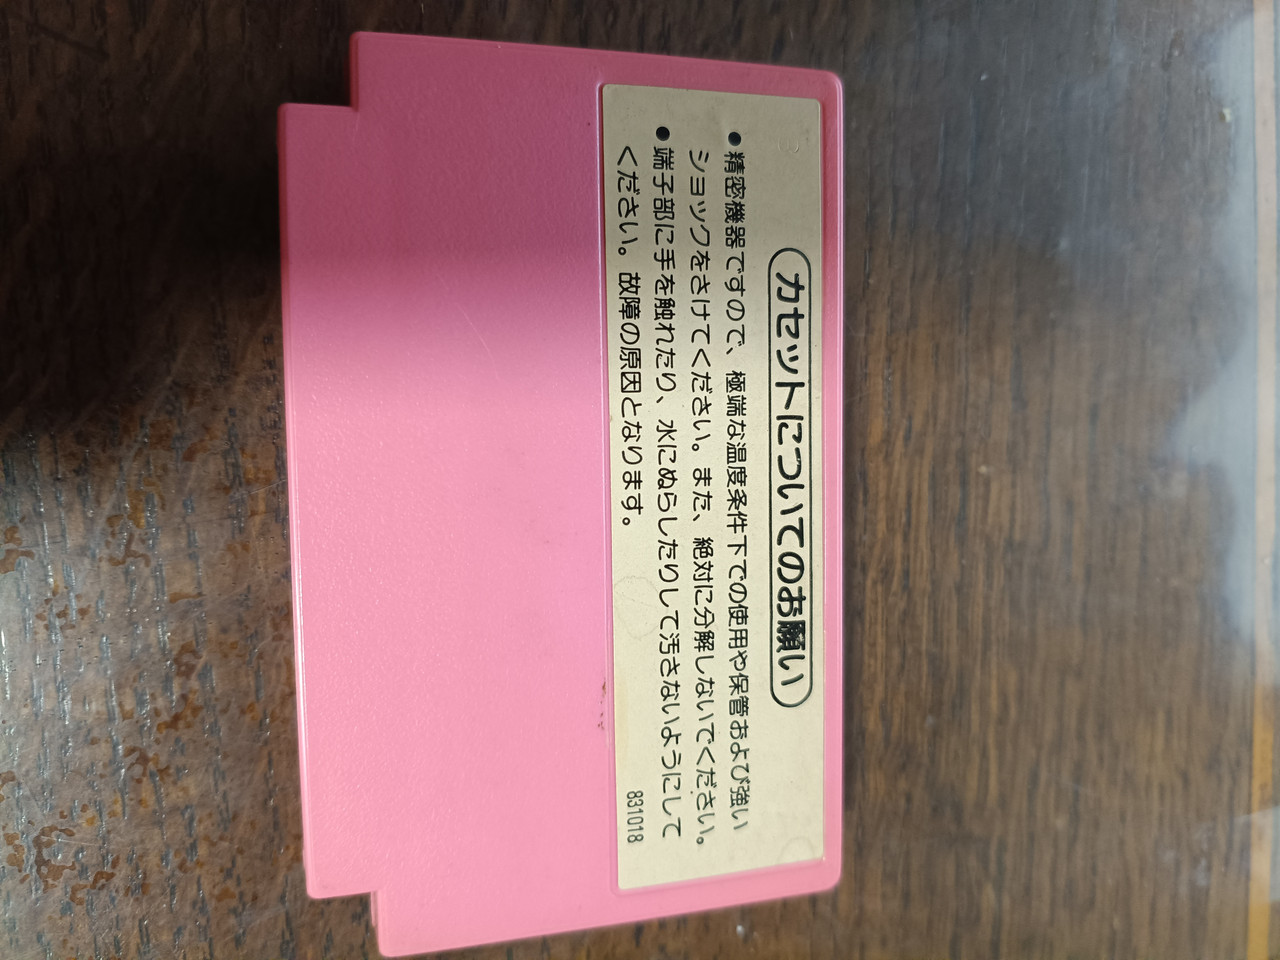 カセットについてのお願い
●精密機器ですので、極端な温度条件下での使用や保管および強い
ショックをさけてください。また、絶対に分解しないでください。
●端子部に手を触れたり、水にぬらしたりして汚さないようにして
ください。故障の原因となります。
831018